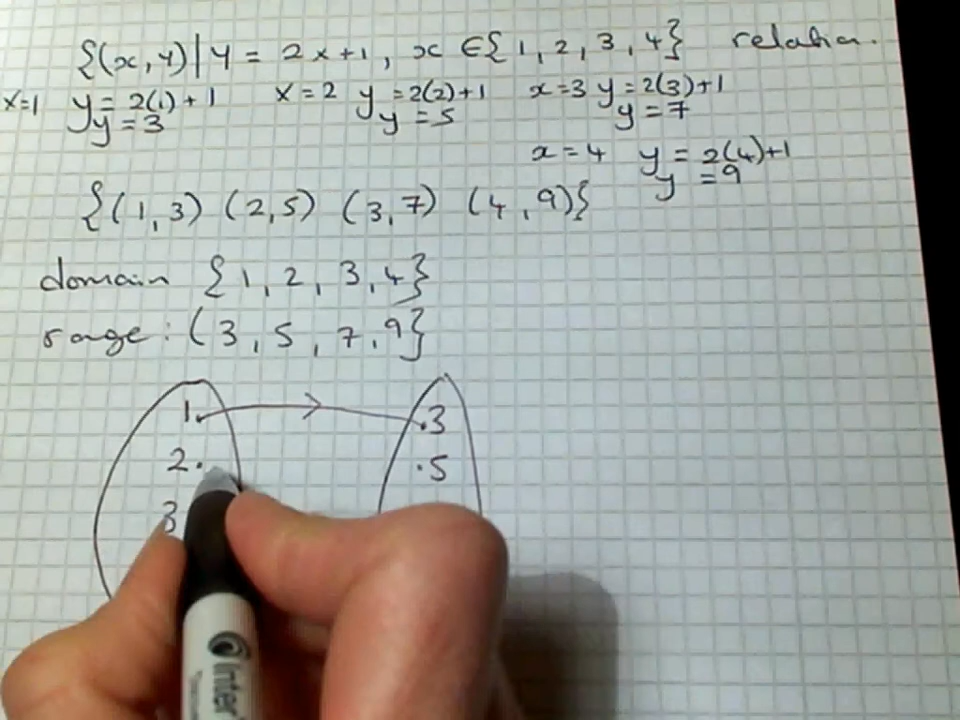 {(x,y)|y = 2x+1, x ∈{1, 2, 3, 4} relation.
x=1 y = 2(1)+1 x=2 y = 2(2)+1 x=3 y = 2(3)+1
y = 3 y = 5 y = 7
x = 4 y = 2(4)+1
y = 9
{(1,3) (2,5) (3,7) (4,9)}
domain {1, 2, 3, 4}
range: (3, 5, 7, 9}
1. .3
2. .5
3